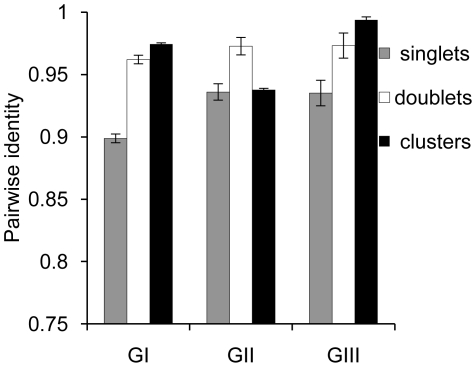 1
0.95
0.9
0.85
0.8
0.75
Pairwise identity
GI
GII
GIII
singlets
doublets
clusters